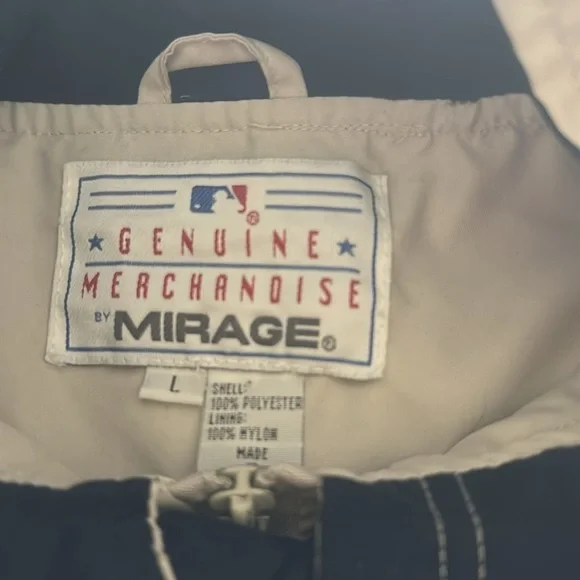 GENUINE
MERCHANDISE
BY MIRAGE®
L
SHELL:
100% POLYESTER
LINING:
100% NYLON
MADE